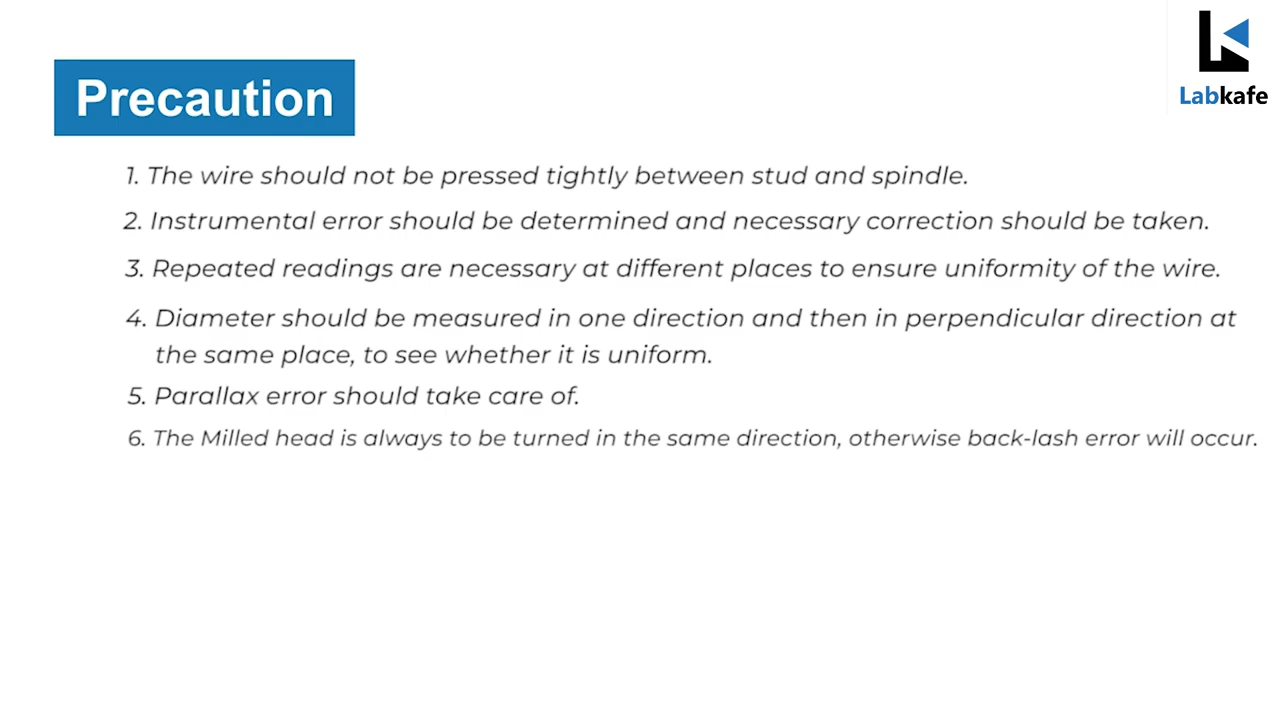 Labkafe
Precaution
1. The wire should not be pressed tightly between stud and spindle.
2. Instrumental error should be determined and necessary correction should be taken.
3. Repeated readings are necessary at different places to ensure uniformity of the wire.
4. Diameter should be measured in one direction and then in perpendicular direction at
the same place, to see whether it is uniform.
5. Parallax error should take care of.
6. The Milled head is always to be turned in the same direction, otherwise back-lash error will occur.